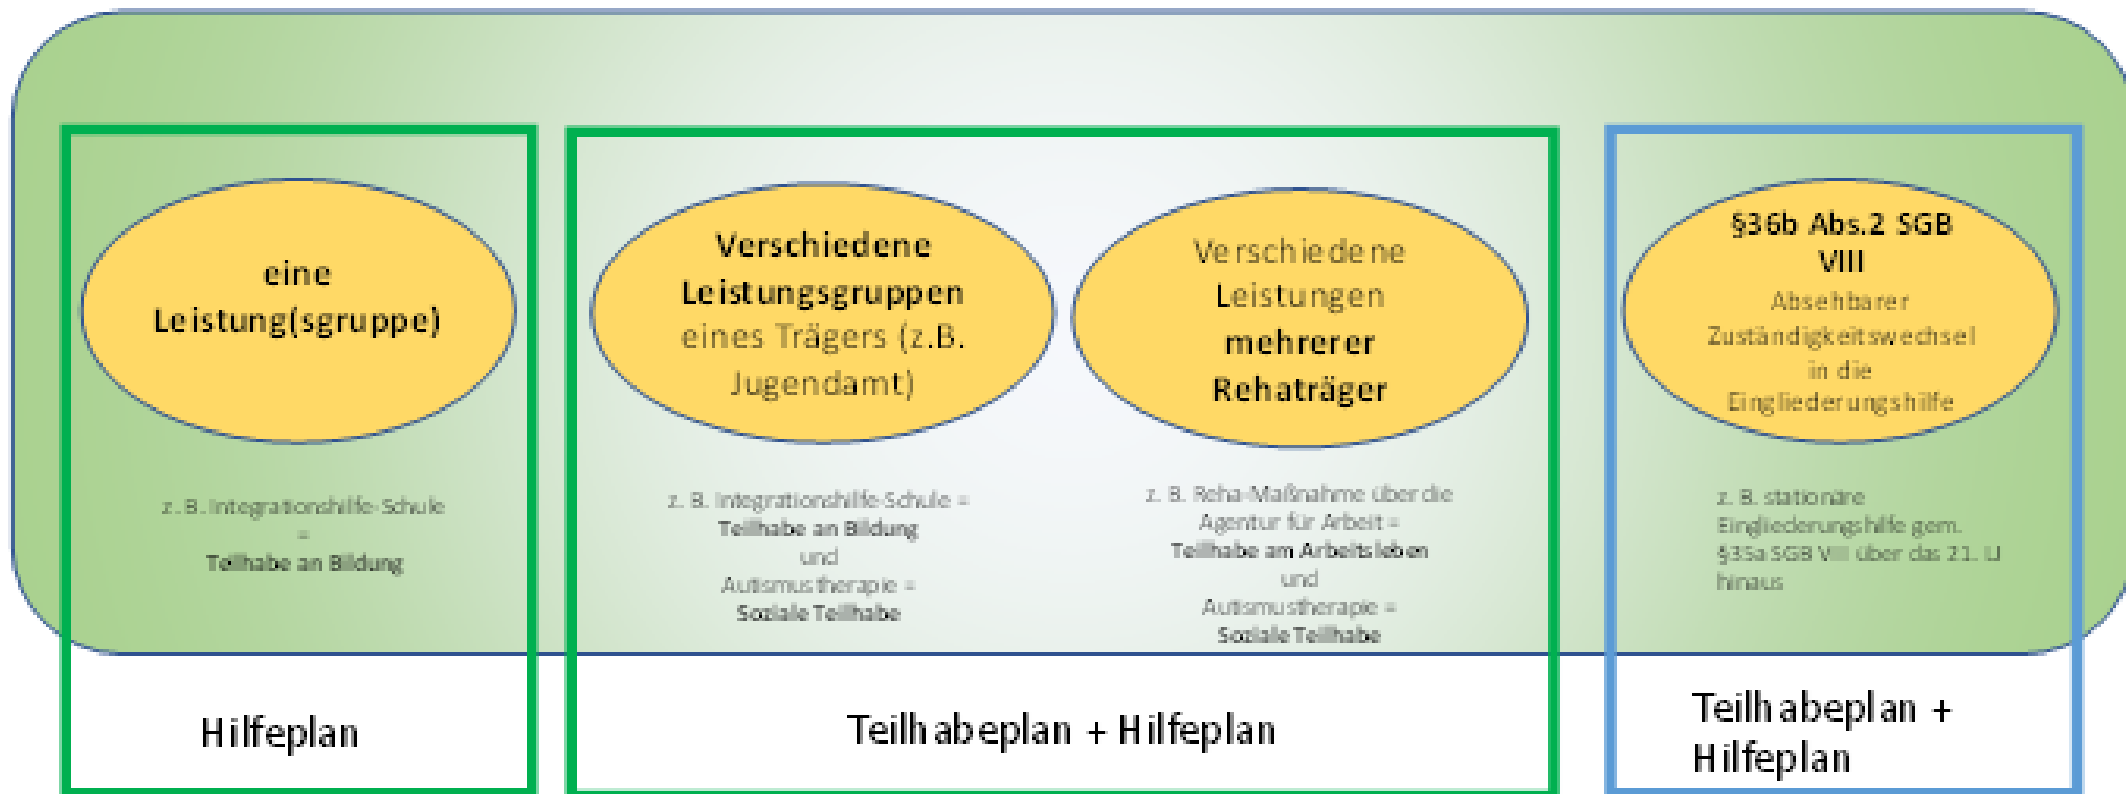 eine
Leistung(sgruppe)
z. B. Integrationshilfe-Schule
=
Teilhabe an Bildung
Hilfeplan
Verschiedene
Leistungsgruppen
eines Trägers (z.B.
Jugendamt)
z. B. Integrationshilfe-Schule =
Teilhabe an Bildung
und
Autismustherapie =
Soziale Teilhabe
Verschiedene
Leistungen
mehrerer
Rehaträger
z. B. Reha-Maßnahme über die
Agentur für Arbeit =
Teilhabe am Arbeitsleben
und
Autismustherapie =
Soziale Teilhabe
Teilhabeplan + Hilfeplan
§36b Abs.2 SGB
VIII
Absehbarer
Zuständigkeitswechsel
in die
Eingliederungshilfe
z. B. stationäre
Eingliederungshilfe gem.
§35a SGB VIII über das 21. LJ
hinaus
Teilhabeplan +
Hilfeplan